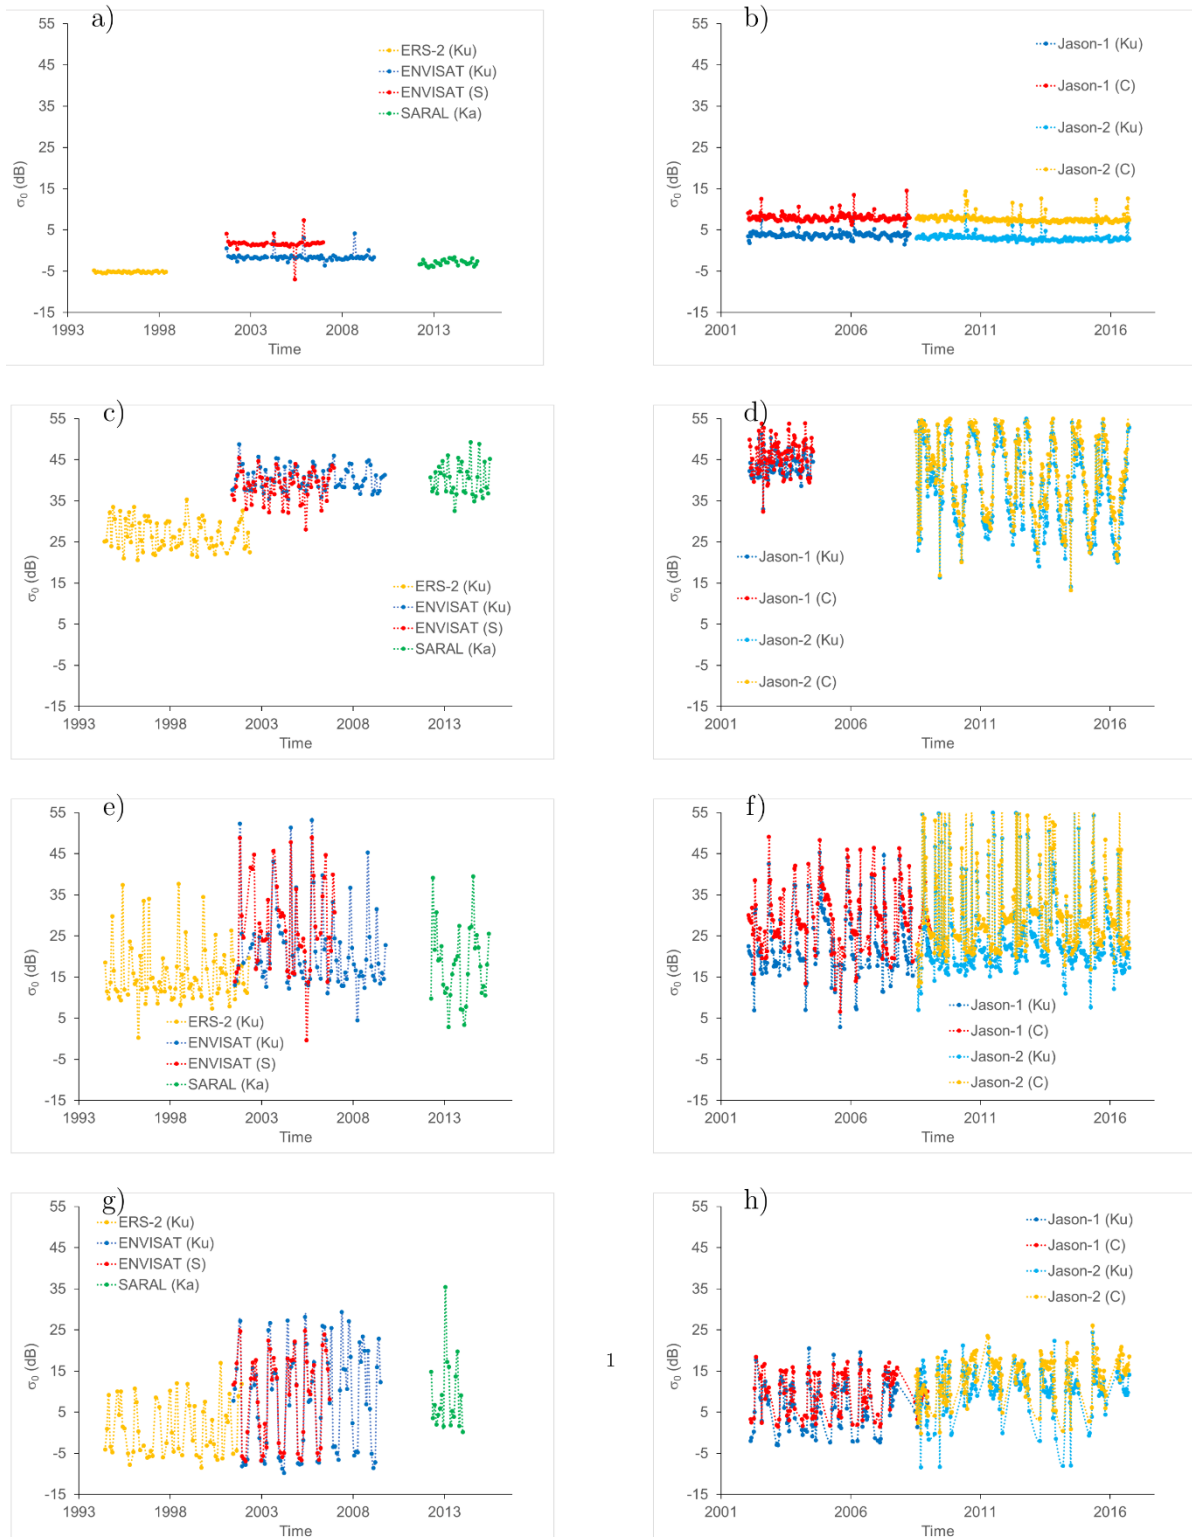 a)
55
45
35
25
15
5
-5
-15
σ0 (dB)
ERS-2 (Ku)
ENVISAT (Ku)
ENVISAT (S)
SARAL (Ka)
1993 1998 2003 2008 2013
Time
b)
55
45
35
25
15
5
-5
-15
σ0 (dB)
Jason-1 (Ku)
Jason-1 (C)
Jason-2 (Ku)
Jason-2 (C)
2001 2006 2011 2016
Time
c)
55
45
35
25
15
5
-5
-15
σ0 (dB)
ERS-2 (Ku)
ENVISAT (Ku)
ENVISAT (S)
SARAL (Ka)
1993 1998 2003 2008 2013
Time
d)
55
45
35
25
15
5
-5
-15
σ0 (dB)
Jason-1 (Ku)
Jason-1 (C)
Jason-2 (Ku)
Jason-2 (C)
2001 2006 2011 2016
Time
e)
55
45
35
25
15
5
-5
-15
σ0 (dB)
ERS-2 (Ku)
ENVISAT (Ku)
ENVISAT (S)
SARAL (Ka)
1993 1998 2003 2008 2013
Time
f)
55
45
35
25
15
5
-5
-15
σ0 (dB)
Jason-1 (Ku)
Jason-1 (C)
Jason-2 (Ku)
Jason-2 (C)
2001 2006 2011 2016
Time
g)
55
45
35
25
15
5
-5
-15
σ0 (dB)
ERS-2 (Ku)
ENVISAT (Ku)
ENVISAT (S)
SARAL (Ka)
1993 1998 2003 2008 2013
Time
1
h)
55
45
35
25
15
5
-5
-15
σ0 (dB)
Jason-1 (Ku)
Jason-1 (C)
Jason-2 (Ku)
Jason-2 (C)
2001 2006 2011 2016
Time